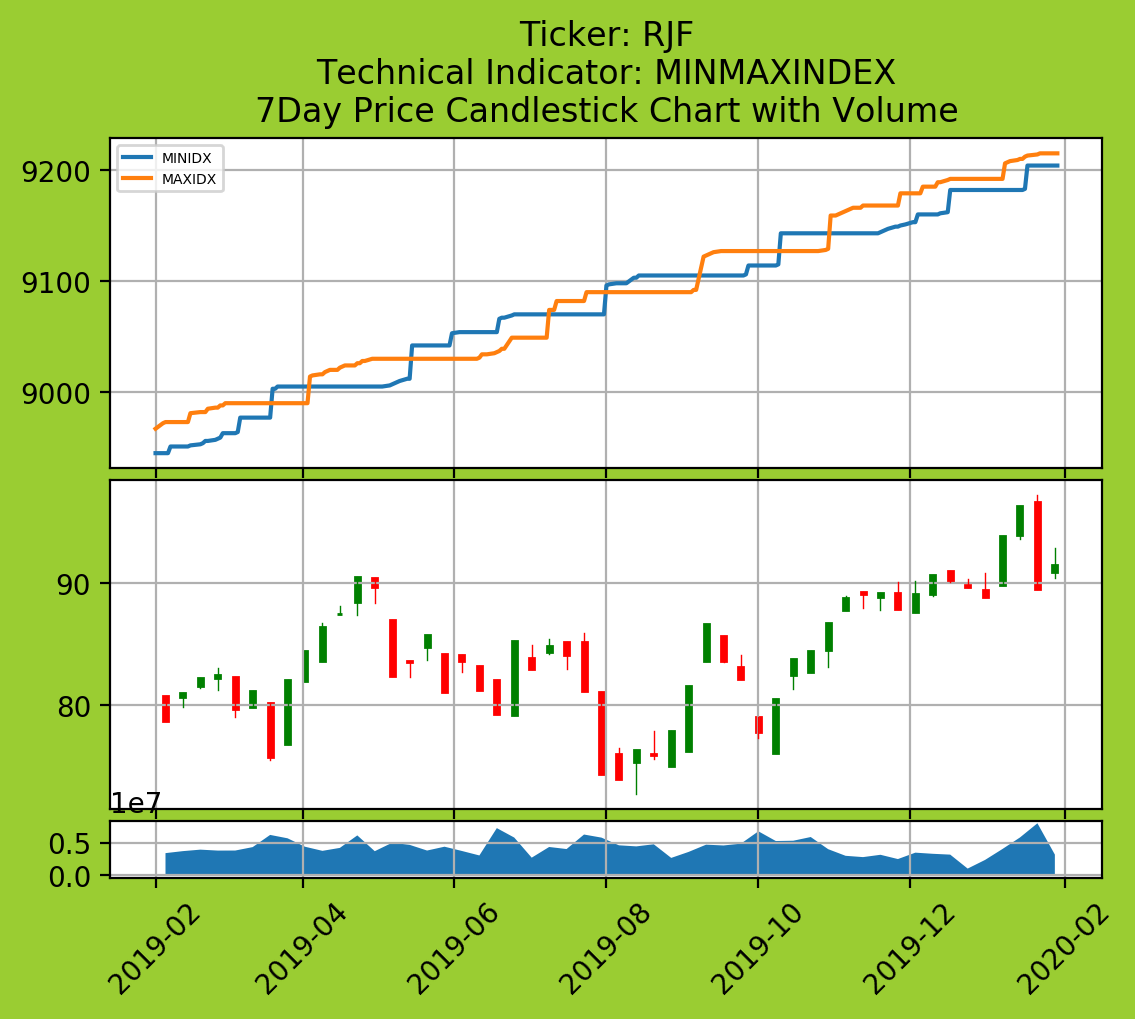 Ticker: RJF
Technical Indicator: MINMAXINDEX
7Day Price Candlestick Chart with Volume
MINIDX
MAXIDX
9200
9100
9000
90
80
1e7
0.5
0.0
2019-02
2019-04
2019-06
2019-08
2019-10
2019-12
2020-02